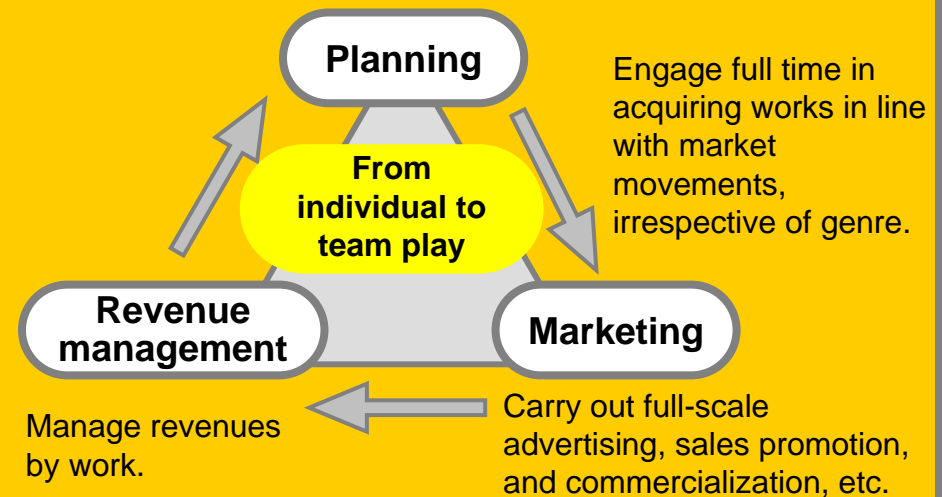 Planning
Engage full time in
acquiring works in line
with market
movements,
irrespective of genre.
From
individual to
team play
Revenue
management
Marketing
Manage revenues
by work.
Carry out full-scale
advertising, sales promotion,
and commercialization, etc.